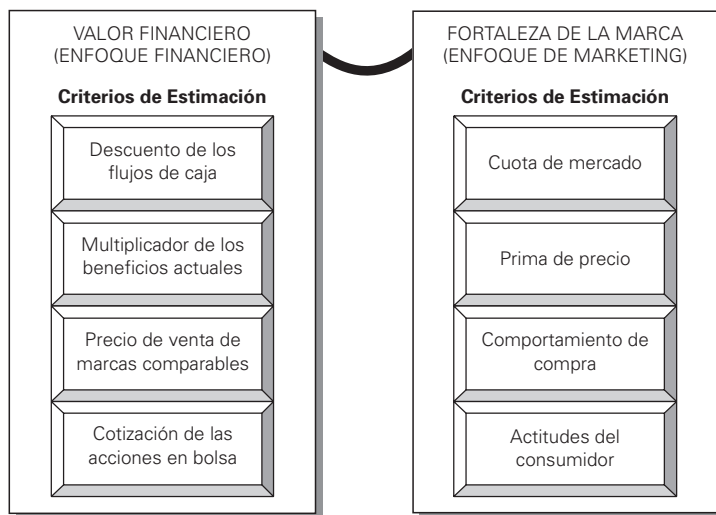 VALOR FINANCIERO
(ENFOQUE FINANCIERO)
Criterios de Estimación
Descuento de los
flujos de caja
Multiplicador de los
beneficios actuales
Precio de venta de
marcas comparables
Cotización de las
acciones en bolsa
FORTALEZA DE LA MARCA
(ENFOQUE DE MARKETING)
Criterios de Estimación
Cuota de mercado
Prima de precio
Comportamiento de
compra
Actitudes del
consumidor